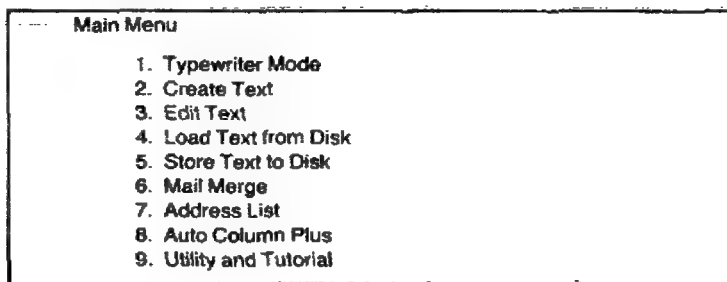 Main Menu
1. Typewriter Mode
2. Create Text
3. Edit Text
4. Load Text from Disk
5. Store Text to Disk
6. Mail Merge
7. Address List
8. Auto Column Plus
9. Utility and Tutorial